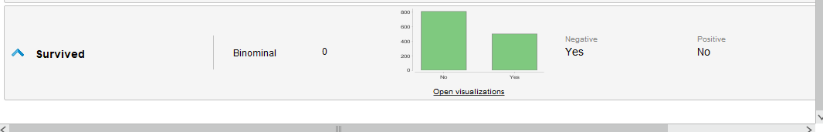 800
600
400
200
0
No Yes
Survived
Binominal
0
Negative
Yes
Positive
No
Open visualizations